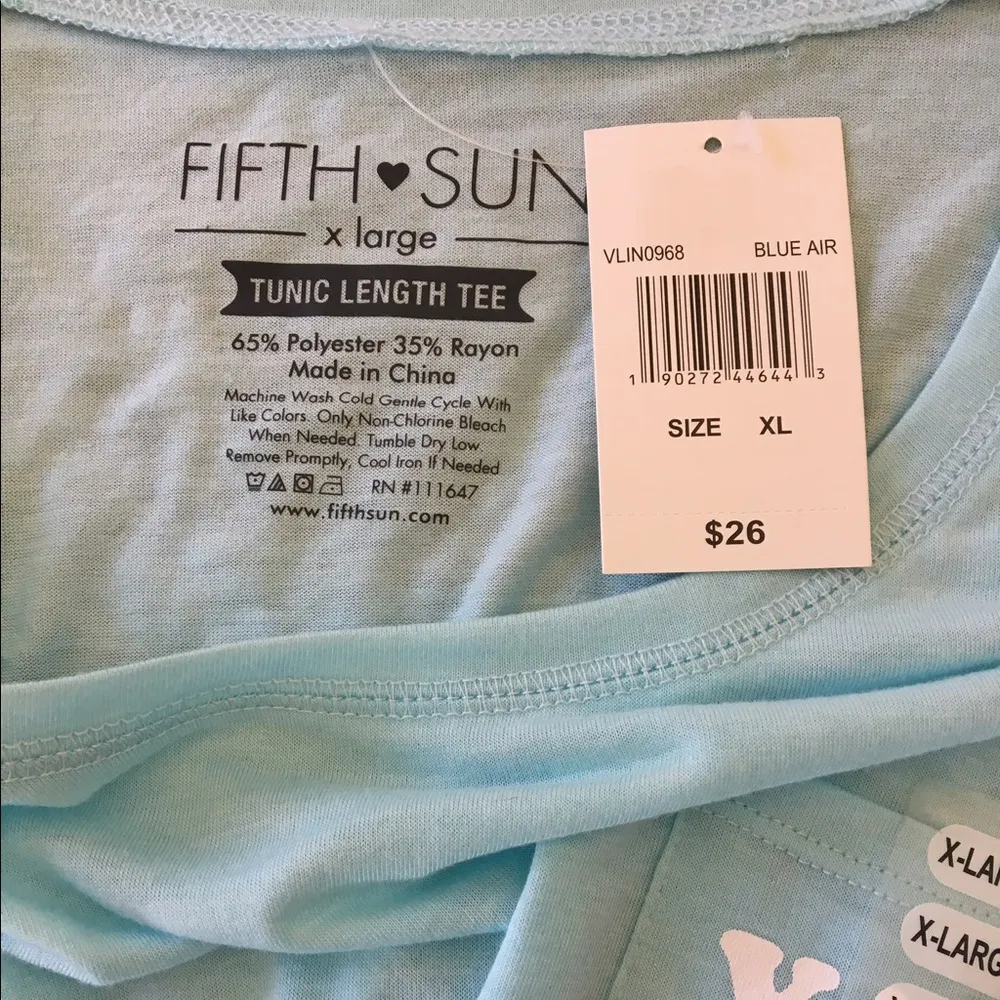 FIFTH ♥ SUN
x large
TUNIC LENGTH TEE
65% Polyester 35% Rayon
Made in China
Machine Wash Cold Gentle Cycle With
Like Colors. Only Non-Chlorine Bleach
When Needed. Tumble Dry Low
Remove Promptly, Cool Iron If Needed
RN #111647
www.fifthsun.com
VLIN0968 BLUE AIR
1 90272 44644 3
SIZE XL
$26
X-LA
X-LARG